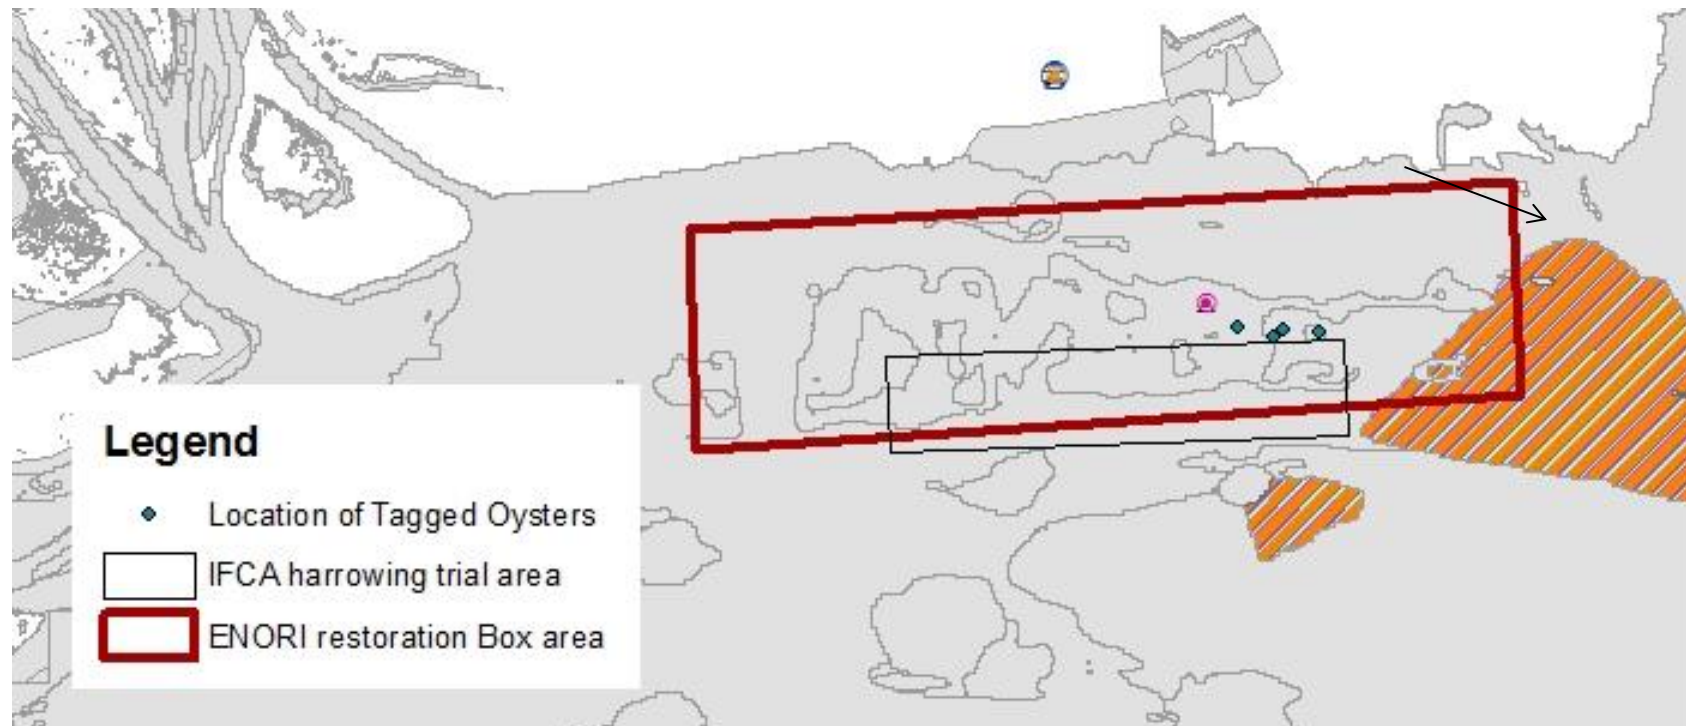 Legend
Location of Tagged Oysters
IFCA harrowing trial area
ENORI restoration Box area